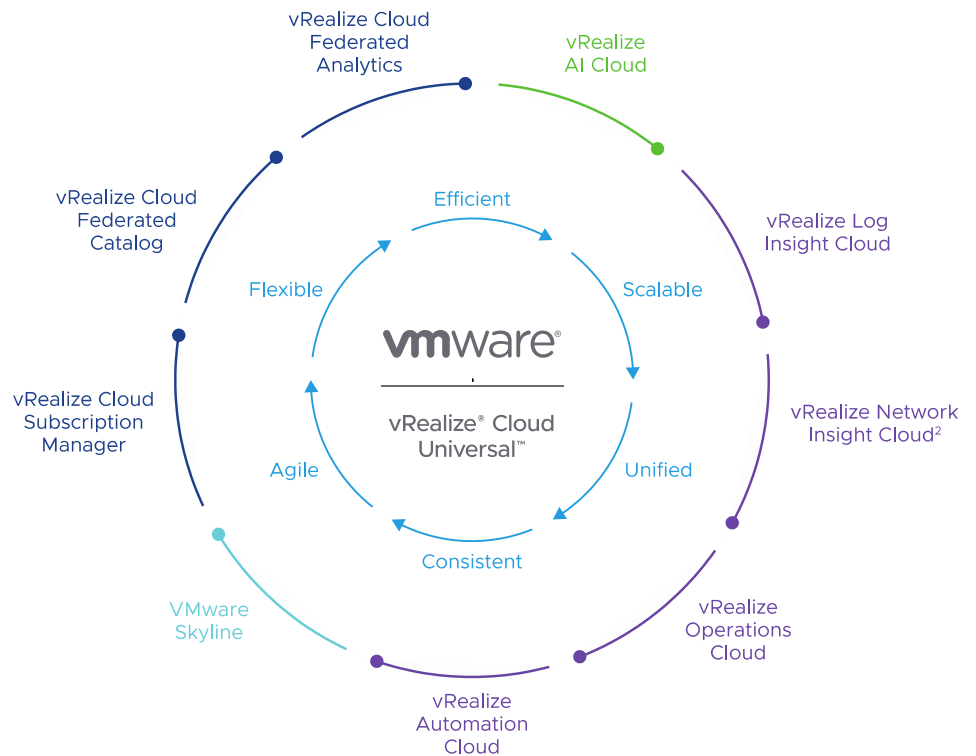 vRealize Cloud
Federated
Analytics
vRealize
AI Cloud
vRealize Log
Insight Cloud
vRealize Network
Insight Cloud²
vRealize
Operations
Cloud
vRealize
Automation
Cloud
VMware
Skyline
vRealize Cloud
Subscription
Manager
vRealize Cloud
Federated
Catalog
Efficient
Scalable
Unified
Consistent
Agile
Flexible
vmware®
vRealize® Cloud
Universal™